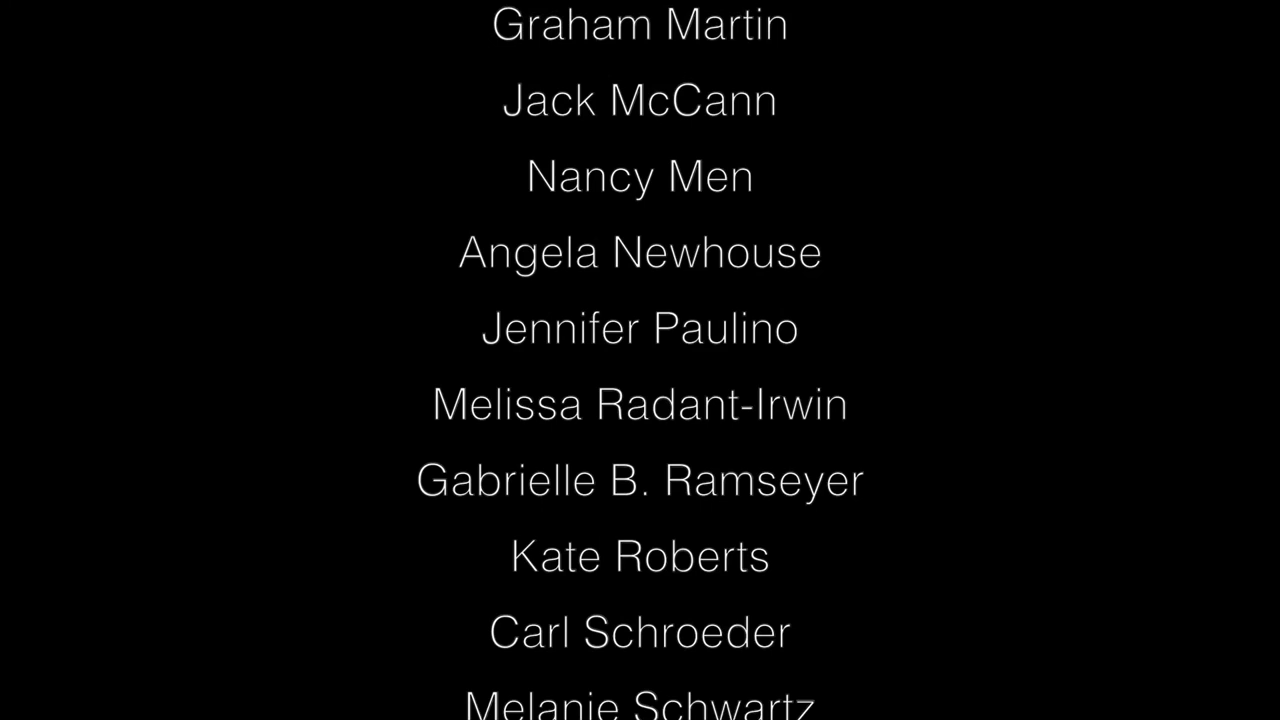 Graham Martin
Jack McCann
Nancy Men
Angela Newhouse
Jennifer Paulino
Melissa Radant-Irwin
Gabrielle B. Ramseyer
Kate Roberts
Carl Schroeder
Melanie Schwartz